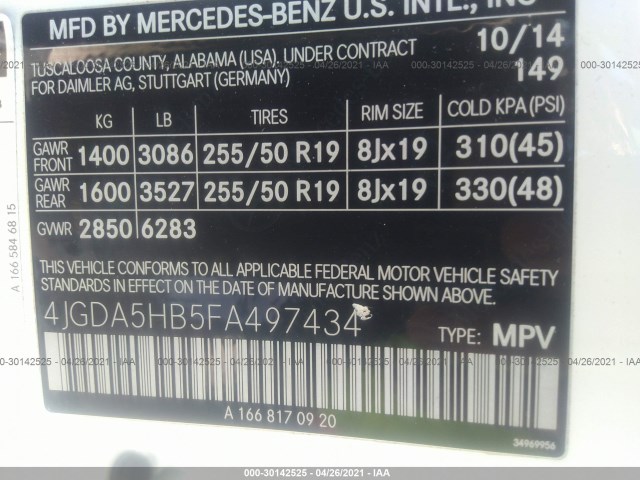 MFD BY MERCEDES-BENZ U.S. INTL., INC
TUSCALOOSA COUNTY, ALABAMA (USA), UNDER CONTRACT 10/14
FOR DAIMLER AG, STUTTGART (GERMANY) 149
KG LB TIRES RIM SIZE COLD KPA (PSI)
GAWR FRONT 1400 3086 255/50 R19 8Jx19 310(45)
GAWR REAR 1600 3527 255/50 R19 8Jx19 330(48)
GVWR 2850 6283
THIS VEHICLE CONFORMS TO ALL APPLICABLE FEDERAL MOTOR VEHICLE SAFETY
STANDARDS IN EFFECT ON THE DATE OF MANUFACTURE SHOWN ABOVE.
4JGDA5HB5FA497434 TYPE: MPV
A 166 817 09 20
34969956
A 166 584 68 15
000-30142525 - 04/26/2021 - IAA